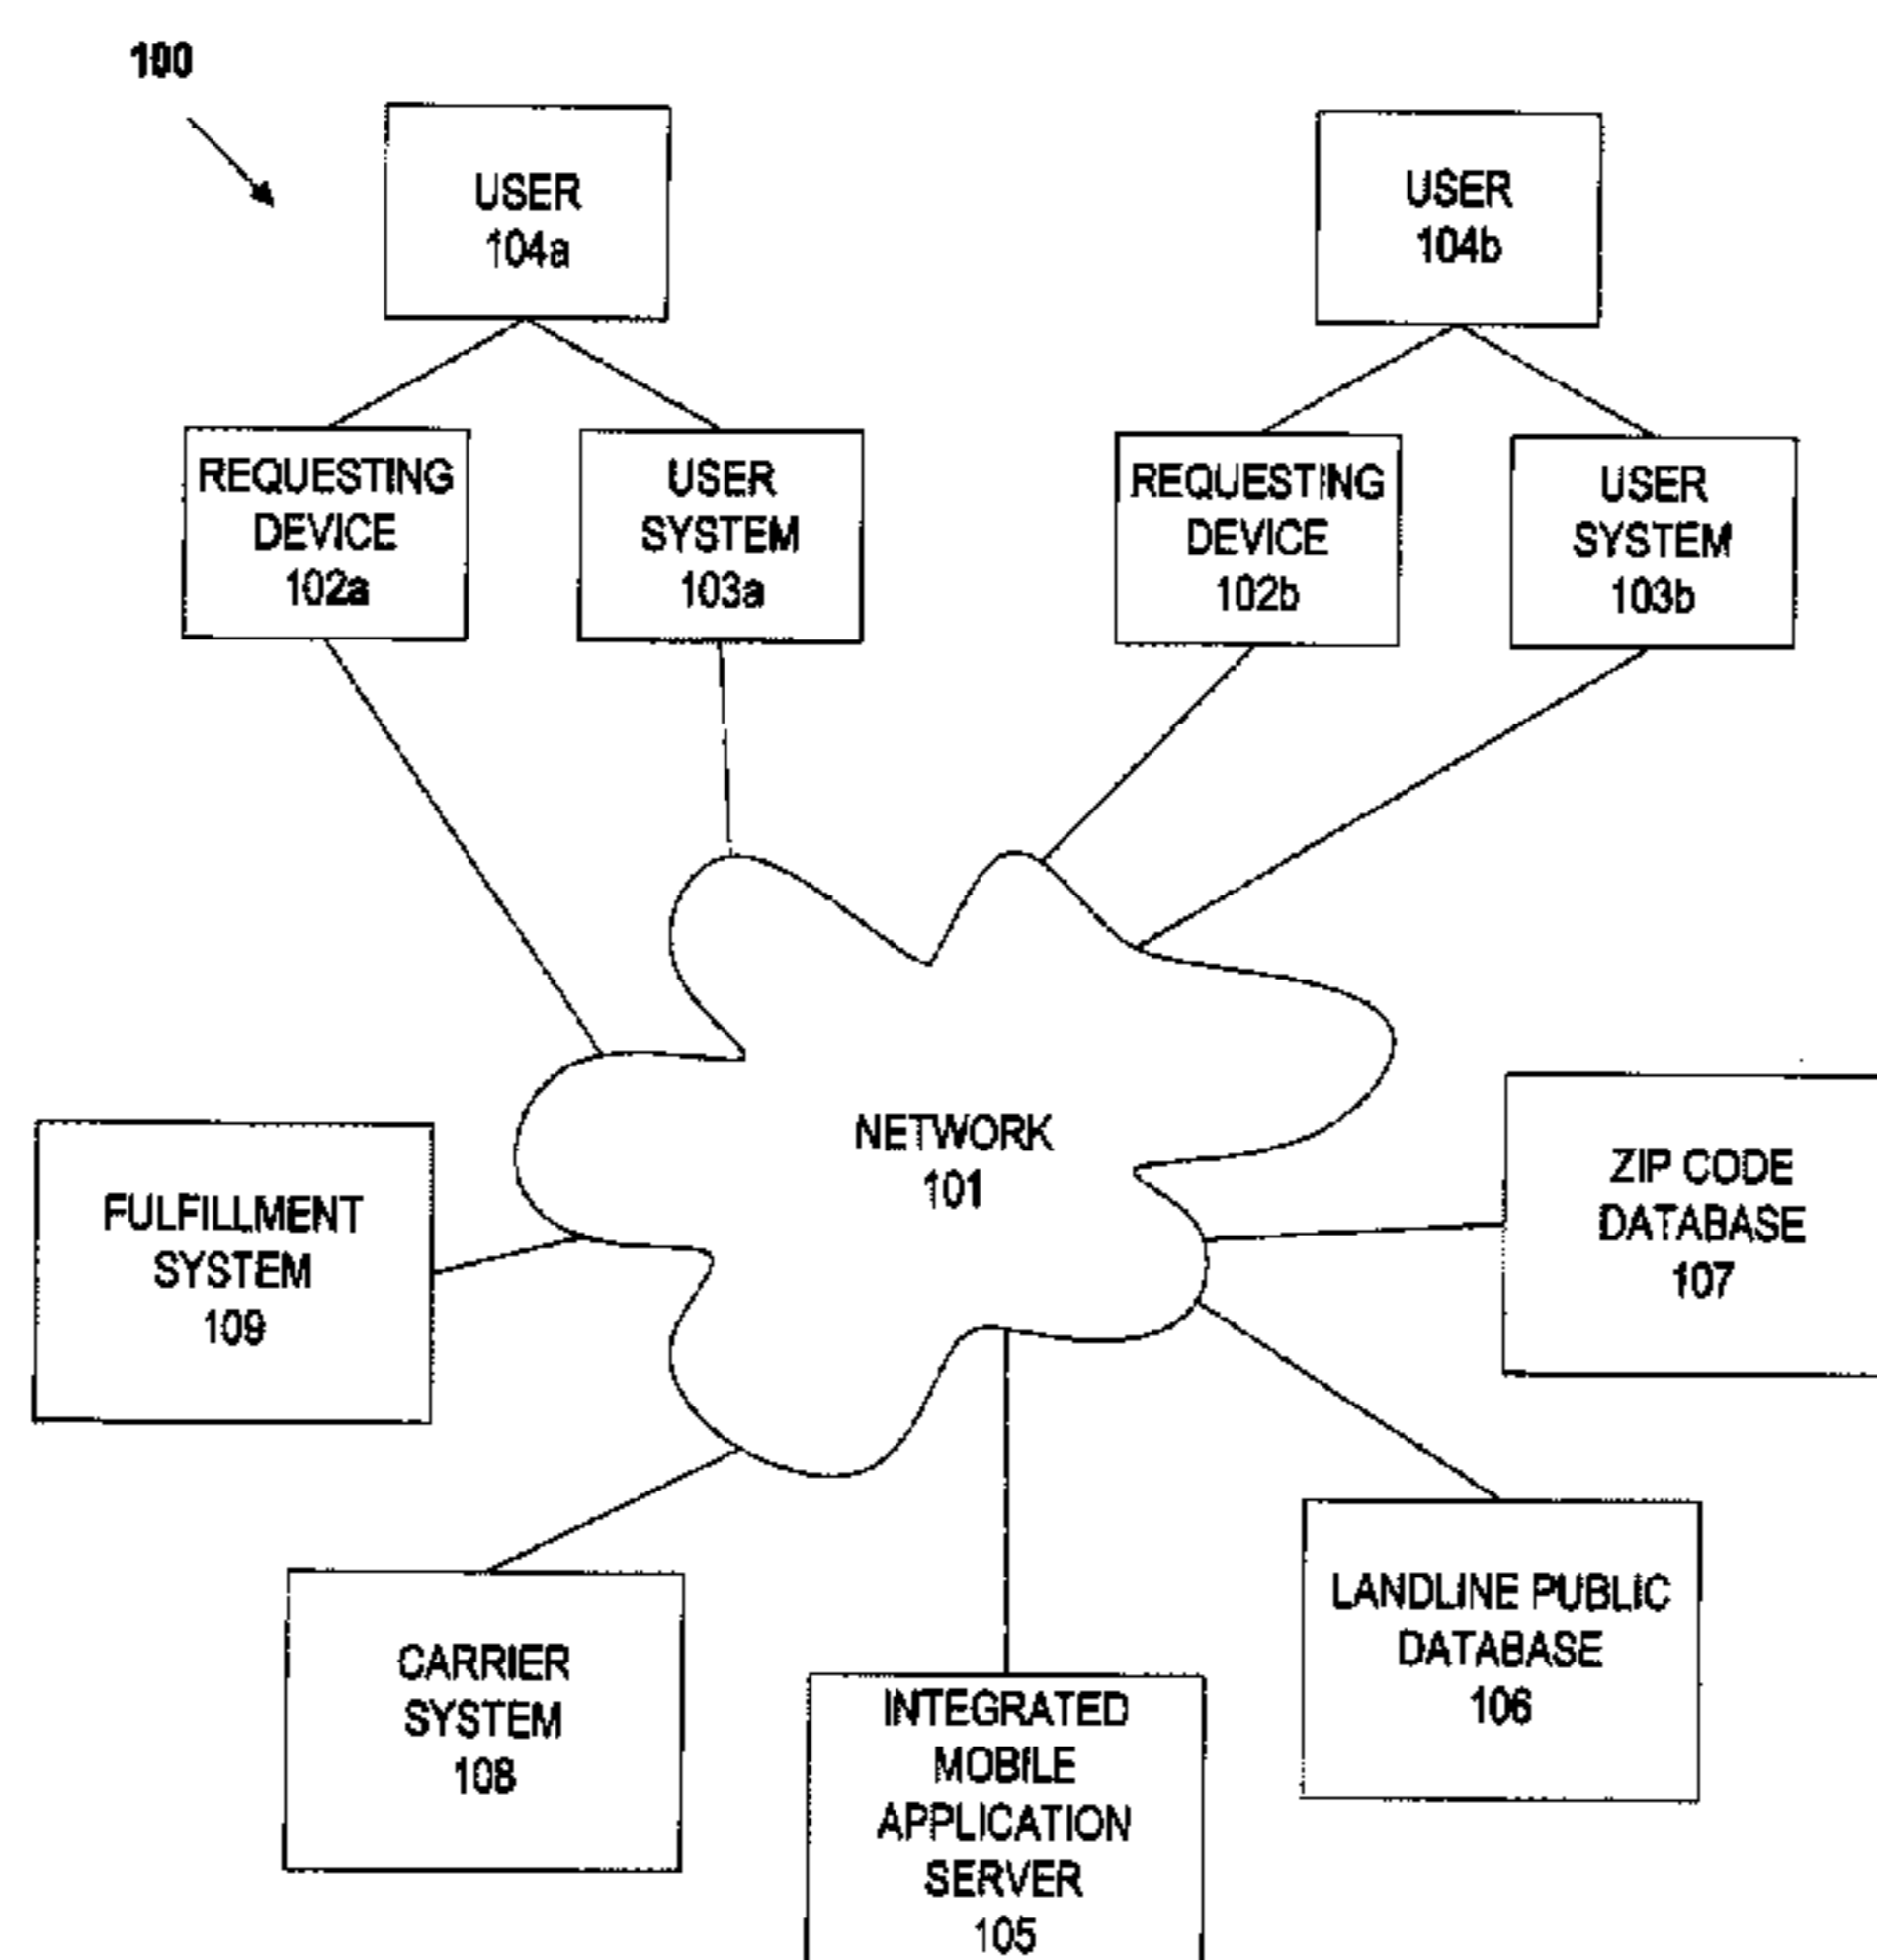 100
USER
104a
USER
104b
REQUESTING
DEVICE
102a
USER
SYSTEM
103a
REQUESTING
DEVICE
102b
USER
SYSTEM
103b
NETWORK
101
FULFILLMENT
SYSTEM
109
ZIP CODE
DATABASE
107
CARRIER
SYSTEM
108
INTEGRATED
MOBILE
APPLICATION
SERVER
105
LANDLINE PUBLIC
DATABASE
106